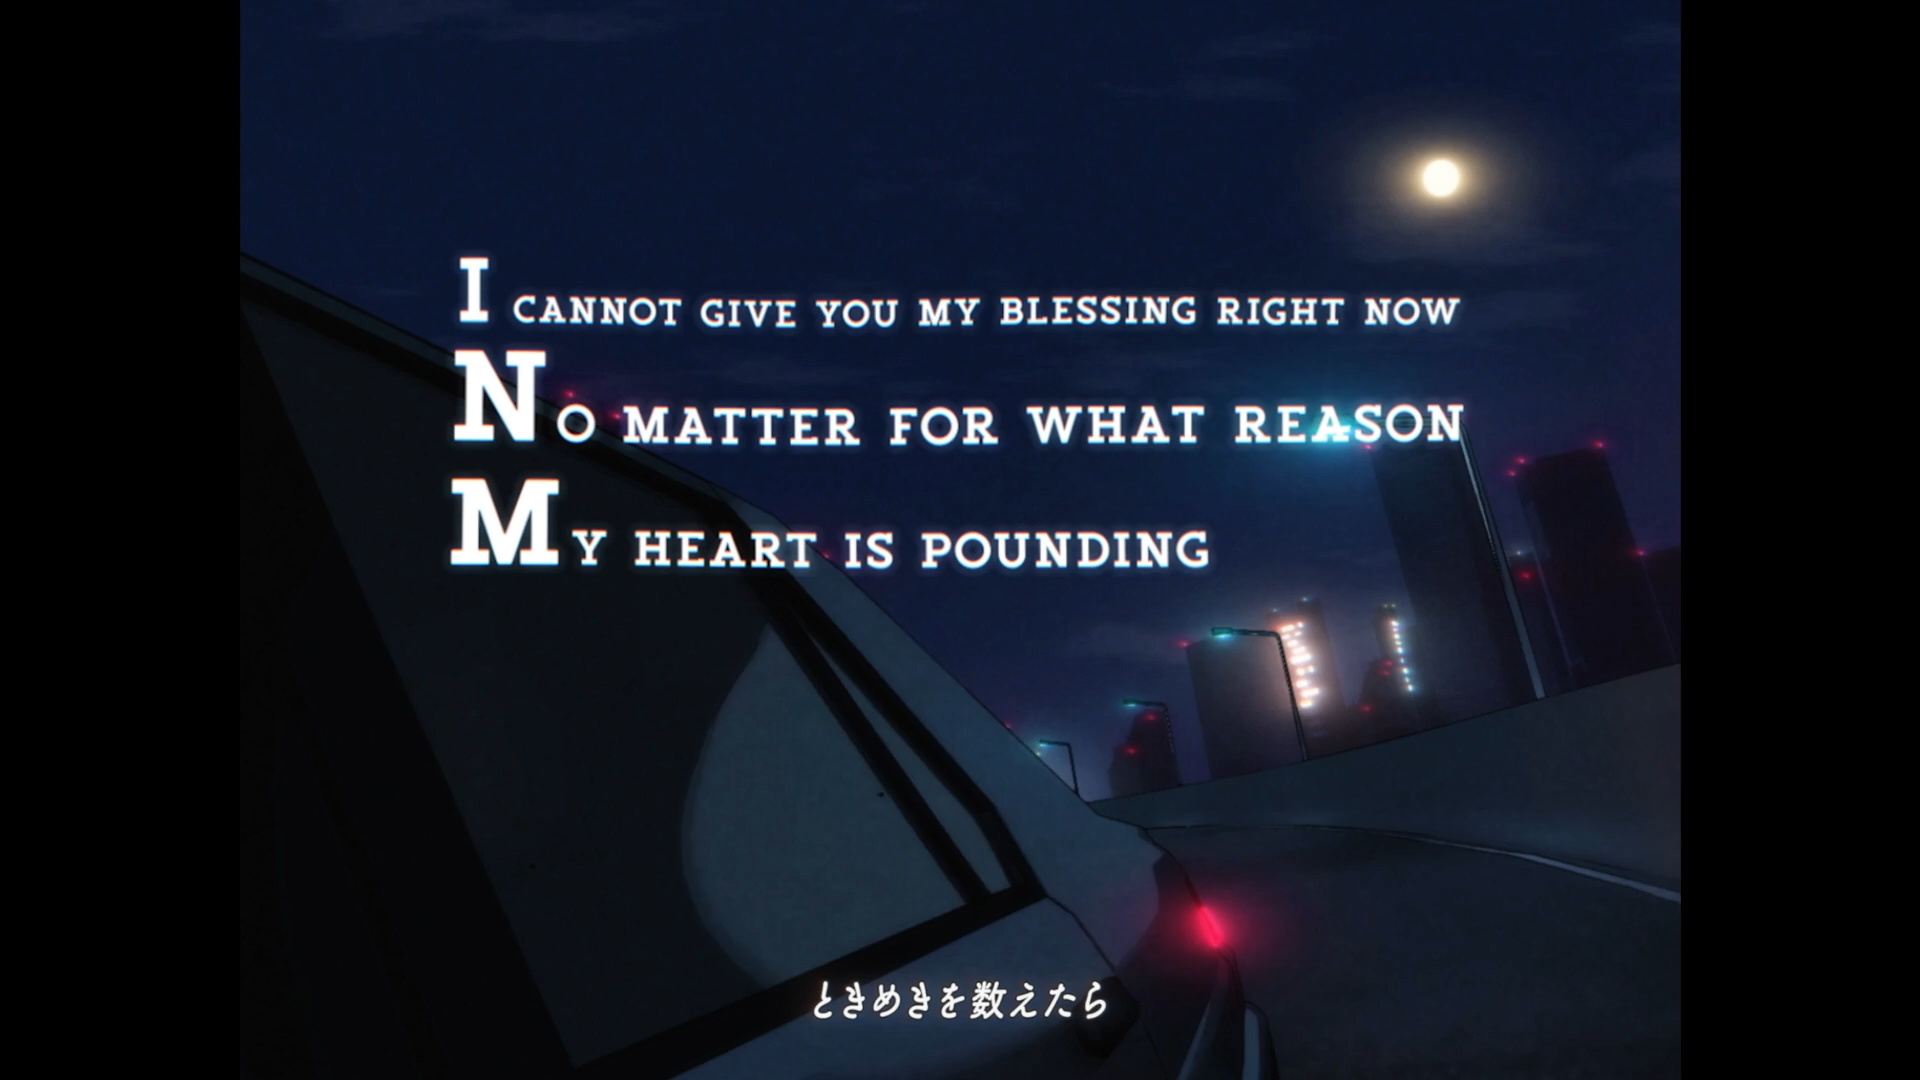 I CANNOT GIVE YOU MY BLESSING RIGHT NOW
NO MATTER FOR WHAT REASON
MY HEART IS POUNDING
ときめきを数えたら